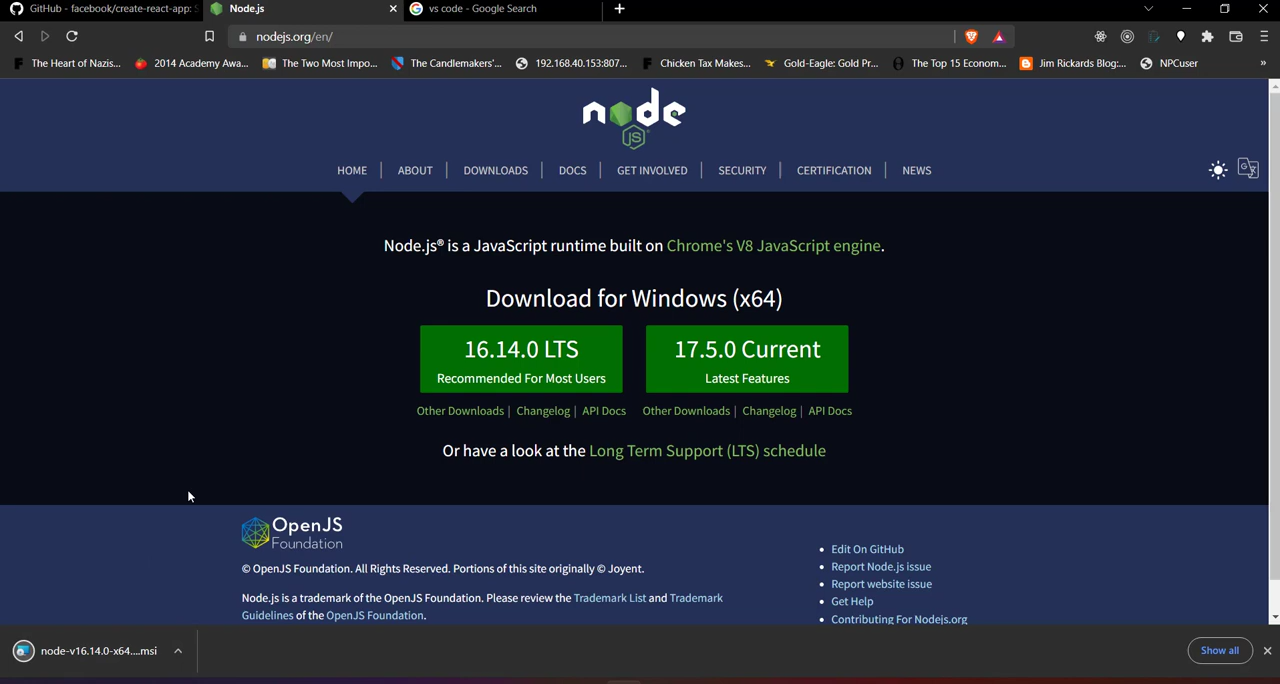 GitHub - facebook/create-react-app: S
Node.js
vs code - Google Search
nodejs.org/en/
The Heart of Nazis...
2014 Academy Awa...
The Two Most Impo...
The Candlemakers'...
192.168.40.153:807...
Chicken Tax Makes...
Gold-Eagle: Gold Pr...
The Top 15 Econom...
Jim Rickards Blog:...
NPCuser
»
node
JS
HOME
ABOUT
DOWNLOADS
DOCS
GET INVOLVED
SECURITY
CERTIFICATION
NEWS
Node.js® is a JavaScript runtime built on Chrome's V8 JavaScript engine.
Download for Windows (x64)
16.14.0 LTS
Recommended For Most Users
17.5.0 Current
Latest Features
Other Downloads | Changelog | API Docs
Other Downloads | Changelog | API Docs
Or have a look at the Long Term Support (LTS) schedule
OpenJS
Foundation
© OpenJS Foundation. All Rights Reserved. Portions of this site originally © Joyent.
Node.js is a trademark of the OpenJS Foundation. Please review the Trademark List and Trademark
Guidelines of the OpenJS Foundation.
• Edit On GitHub
• Report Node.js issue
• Report website issue
• Get Help
• Contributing For Nodejs.org
node-v16.14.0-x64....msi
Show all